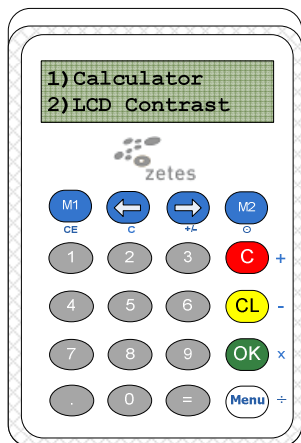 1)Calculator
2)LCD Contrast
zetes
M1 M2
CE C +/- ⊙
1 2 3 C +
4 5 6 CL -
7 8 9 OK x
. 0 = Menu ÷